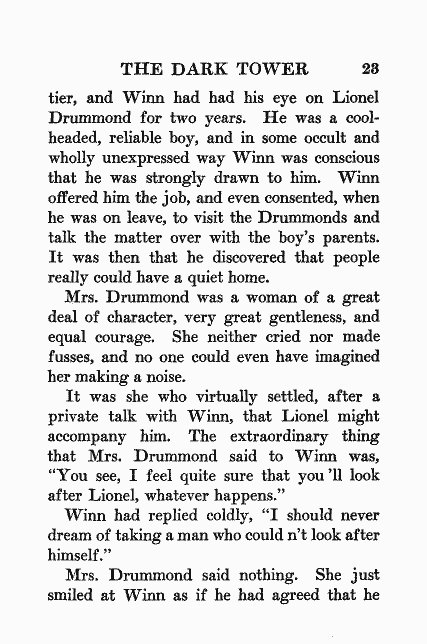 THE DARK TOWER 23
tier, and Winn had had his eye on Lionel
Drummond for two years. He was a cool-
headed, reliable boy, and in some occult and
wholly unexpressed way Winn was conscious
that he was strongly drawn to him. Winn
offered him the job, and even consented, when
he was on leave, to visit the Drummonds and
talk the matter over with the boy's parents.
It was then that he discovered that people
really could have a quiet home.
Mrs. Drummond was a woman of a great
deal of character, very great gentleness, and
equal courage. She neither cried nor made
fusses, and no one could even have imagined
her making a noise.
It was she who virtually settled, after a
private talk with Winn, that Lionel might
accompany him. The extraordinary thing
that Mrs. Drummond said to Winn was,
"You see, I feel quite sure that you 'll look
after Lionel, whatever happens."
Winn had replied coldly, "I should never
dream of taking a man who could n't look after
himself."
Mrs. Drummond said nothing. She just
smiled at Winn as if he had agreed that he